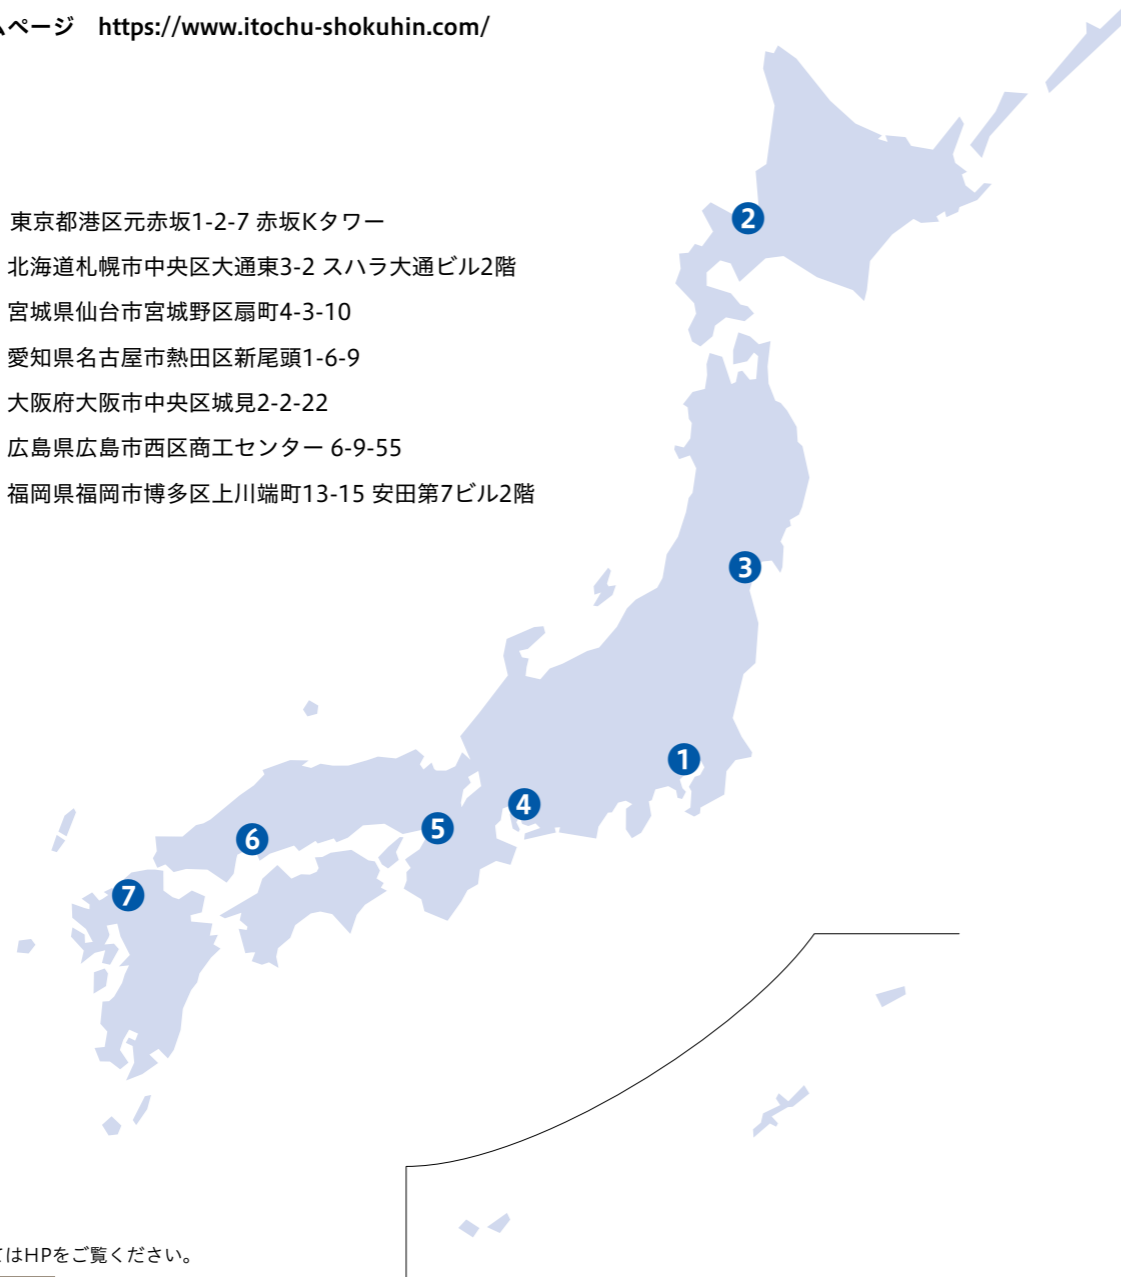 ムページ　https://www.itochu-shokuhin.com/
東京都港区元赤坂1-2-7 赤坂Kタワー
北海道札幌市中央区大通東3-2 スハラ大通ビル2階
宮城県仙台市宮城野区扇町4-3-10
愛知県名古屋市熱田区新尾頭1-6-9
大阪府大阪市中央区城見2-2-22
広島県広島市西区商工センター 6-9-55
福岡県福岡市博多区上川端町13-15 安田第7ビル2階
2
3
1
4
5
6
7
てはHPをご覧ください。